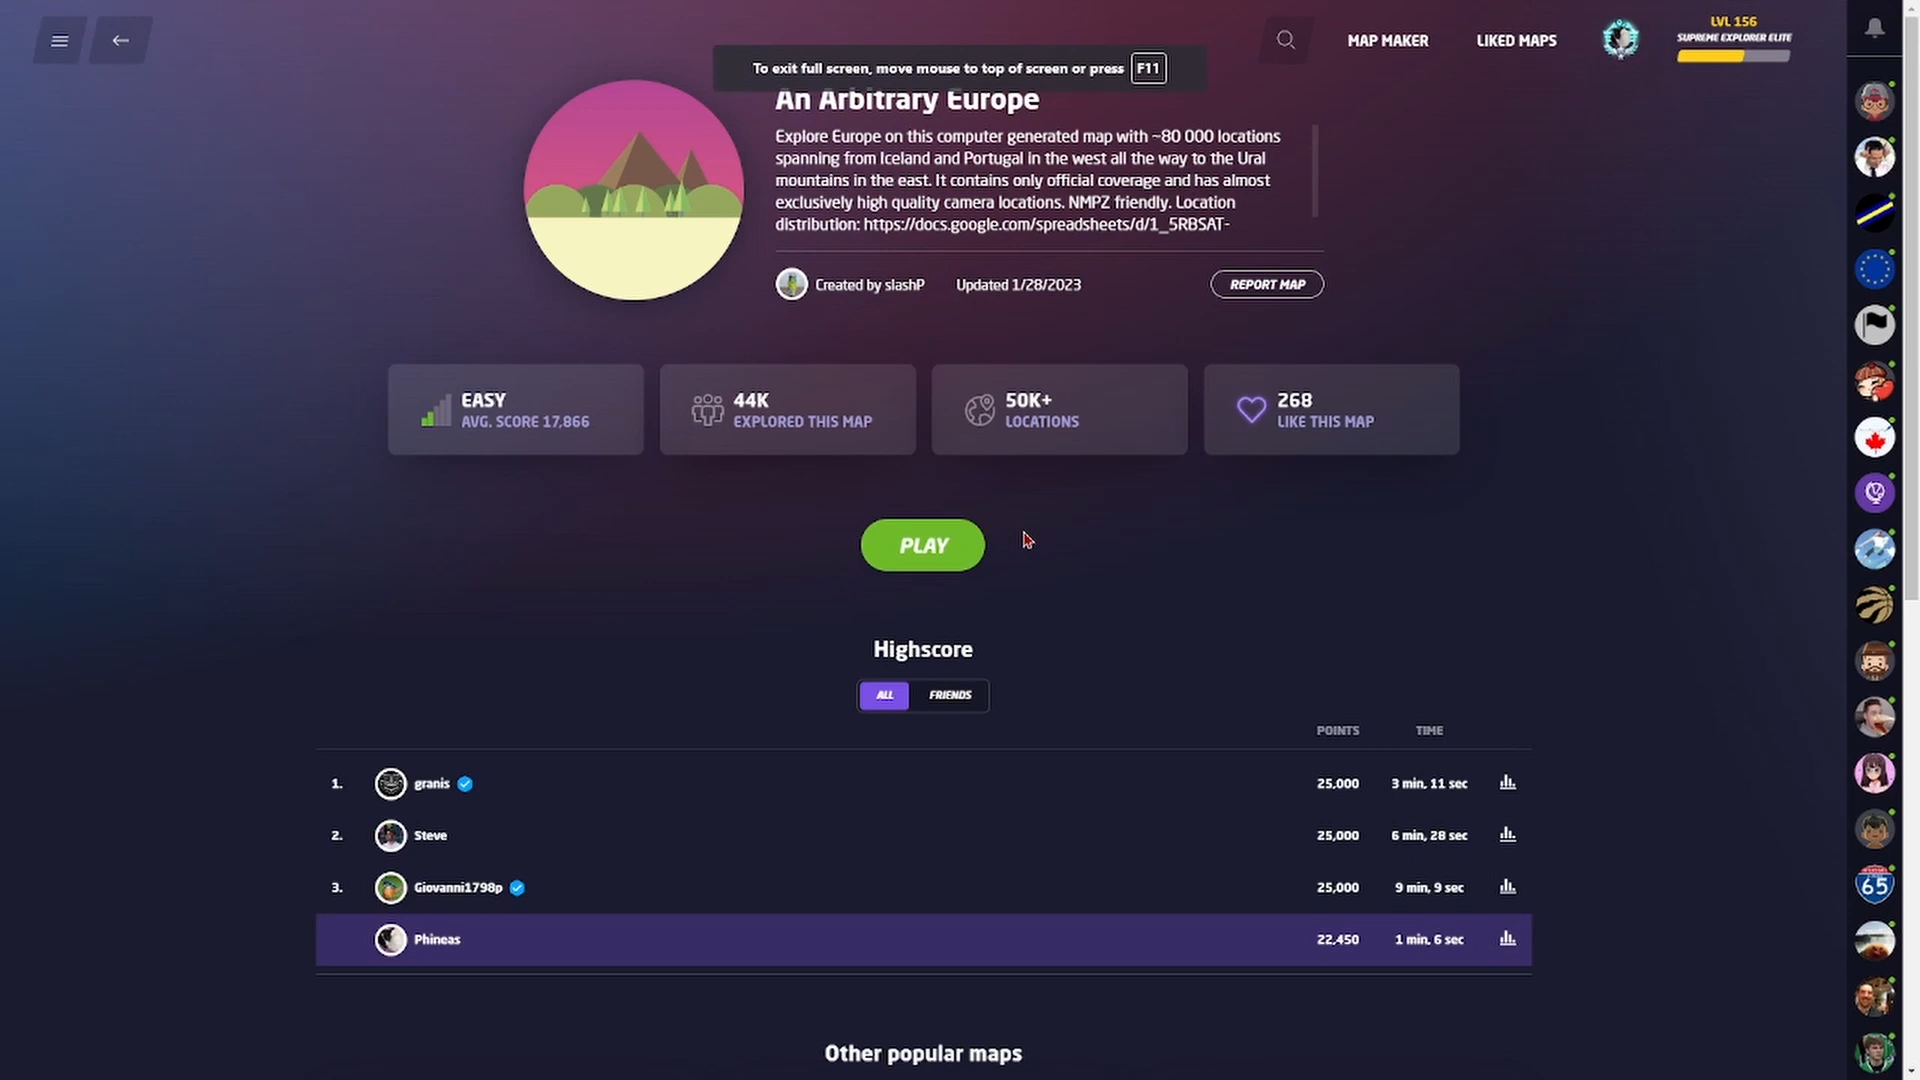 MAP MAKER
LIKED MAPS
LVL 156
SUPREME EXPLORER ELITE
To exit full screen, move mouse to top of screen or press F11
An Arbitrary Europe
Explore Europe on this computer generated map with ~80 000 locations
spanning from Iceland and Portugal in the west all the way to the Ural
mountains in the east. It contains only official coverage and has almost
exclusively high quality camera locations. NMPZ friendly. Location
distribution: https://docs.google.com/spreadsheets/d/1_5RBSAT-
Created by slashP
Updated 1/28/2023
REPORT MAP
EASY
AVG. SCORE 17,866
44K
EXPLORED THIS MAP
50K+
LOCATIONS
268
LIKE THIS MAP
PLAY
Highscore
ALL
FRIENDS
POINTS TIME
1. granis 25,000 3 min, 11 sec
2. Steve 25,000 6 min, 28 sec
3. Giovanni1798p 25,000 9 min, 9 sec
Phineas 22,450 1 min, 6 sec
Other popular maps
65